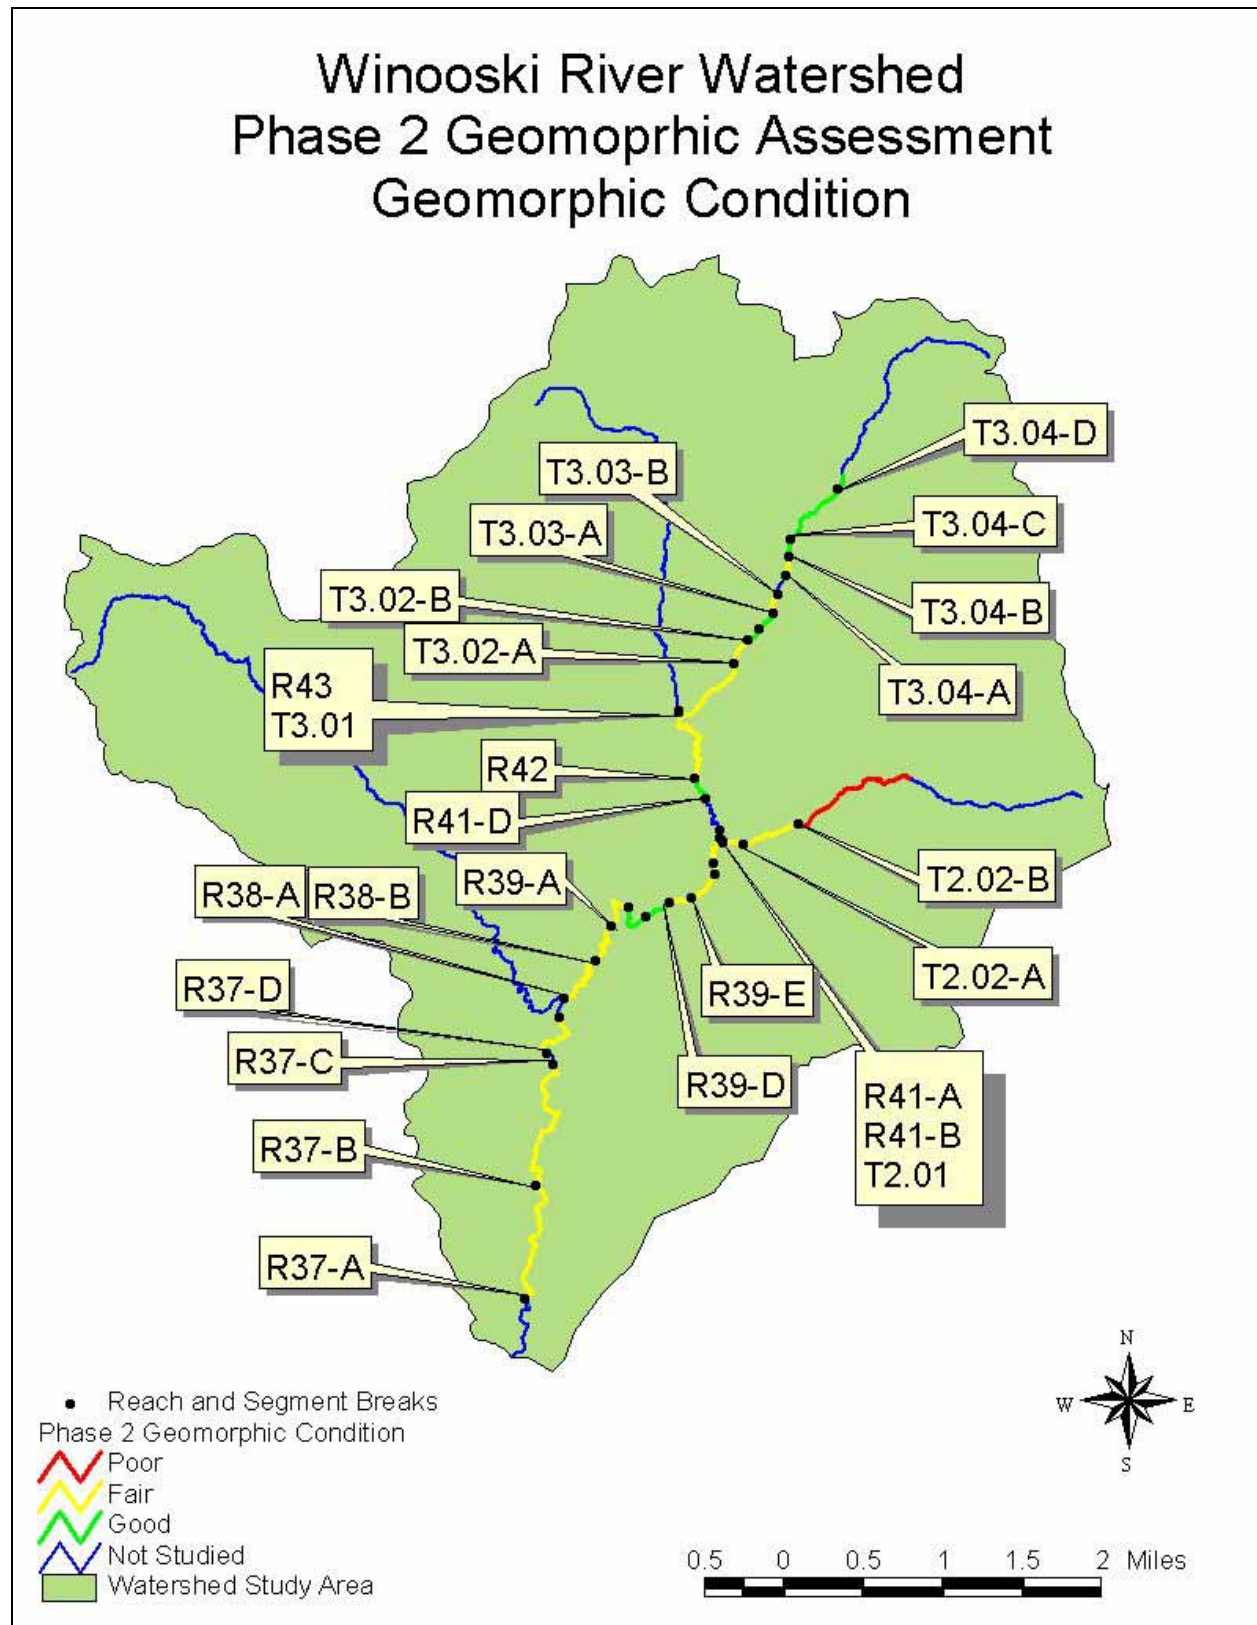 Winooski River Watershed
Phase 2 Geomoprhic Assessment
Geomorphic Condition
T3.04-D
T3.03-B
T3.04-C
T3.03-A
T3.02-B
T3.04-B
T3.02-A
R43
T3.01
T3.04-A
R42
R41-D
R39-A
R38-A
R38-B
T2.02-B
T2.02-A
R37-D
R39-E
R37-C
R39-D
R41-A
R41-B
T2.01
R37-B
R37-A
N
W
E
S
Reach and Segment Breaks
Phase 2 Geomorphic Condition
Poor
Fair
Good
Not Studied
Watershed Study Area
0.5 0 0.5 1 1.5 2 Miles